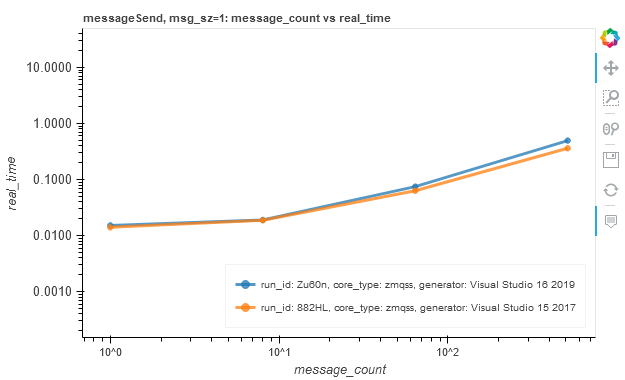 messageSend, msg_sz=1: message_count vs real_time
10.0000
1.0000
0.1000
0.0100
0.0010
real_time
run_id: Zu60n, core_type: zmqss, generator: Visual Studio 16 2019
run_id: 882HL, core_type: zmqss, generator: Visual Studio 15 2017
10^0
10^1
10^2
message_count